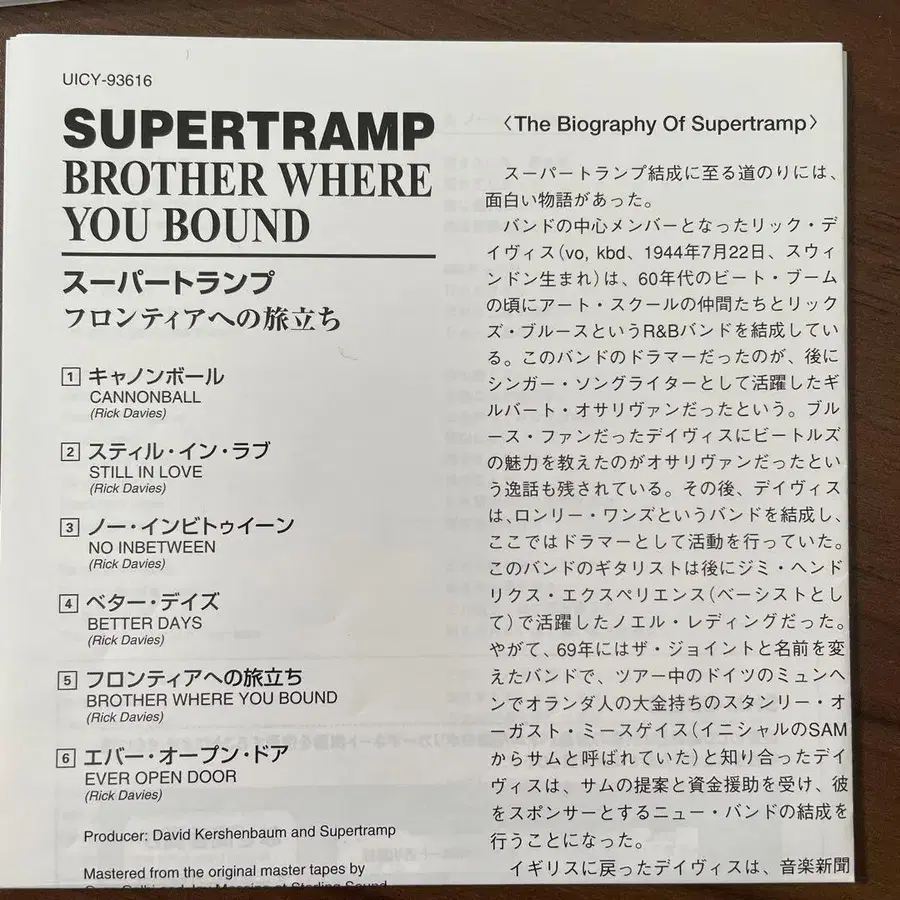 UICY-93616
SUPERTRAMP
BROTHER WHERE
YOU BOUND
スーパートランプ
フロンティアへの旅立ち
1 キャノンボール
CANNONBALL
(Rick Davies)
2 スティル・イン・ラブ
STILL IN LOVE
(Rick Davies)
3 ノー・インビトゥイーン
NO INBETWEEN
(Rick Davies)
4 ベター・デイズ
BETTER DAYS
(Rick Davies)
5 フロンティアへの旅立ち
BROTHER WHERE YOU BOUND
(Rick Davies)
6 エバー・オープン・ドア
EVER OPEN DOOR
(Rick Davies)
Producer: David Kershenbaum and Supertramp
Mastered from the original master tapes by
〈The Biography Of Supertramp〉
スーパートランプ結成に至る道のりには、
面白い物語があった。
バンドの中心メンバーとなったリック・デ
イヴィス(vo, kbd、1944年7月22日、スウィ
ンドン生まれ)は、60年代のビート・ブーム
の頃にアート・スクールの仲間たちとリック
ズ・ブルースというR&Bバンドを結成してい
る。このバンドのドラマーだったのが、後に
シンガー・ソングライターとして活躍したギ
ルバート・オサリヴァンだったという。ブル
ース・ファンだったデイヴィスにビートルズ
の魅力を教えたのがオサリヴァンだったとい
う逸話も残されている。その後、デイヴィス
は、ロンリー・ワンズというバンドを結成し、
ここではドラマーとして活動を行っていた。
このバンドのギタリストは後にジミ・ヘンド
リクス・エクスペリエンス(ベーシストとし
て)で活躍したノエル・レディングだった。
やがて、69年にはザ・ジョイントと名前を変
えたバンドで、ツアー中のドイツのミュンヘ
ンでオランダ人の大金持ちのスタンリー・オ
ーガスト・ミースゲイス(イニシャルのSAM
からサムと呼ばれていた)と知り合ったデイ
ヴィスは、サムの提案と資金援助を受け、彼
をスポンサーとするニュー・バンドの結成を
行うことになった。
イギリスに戻ったデイヴィスは、音楽新聞